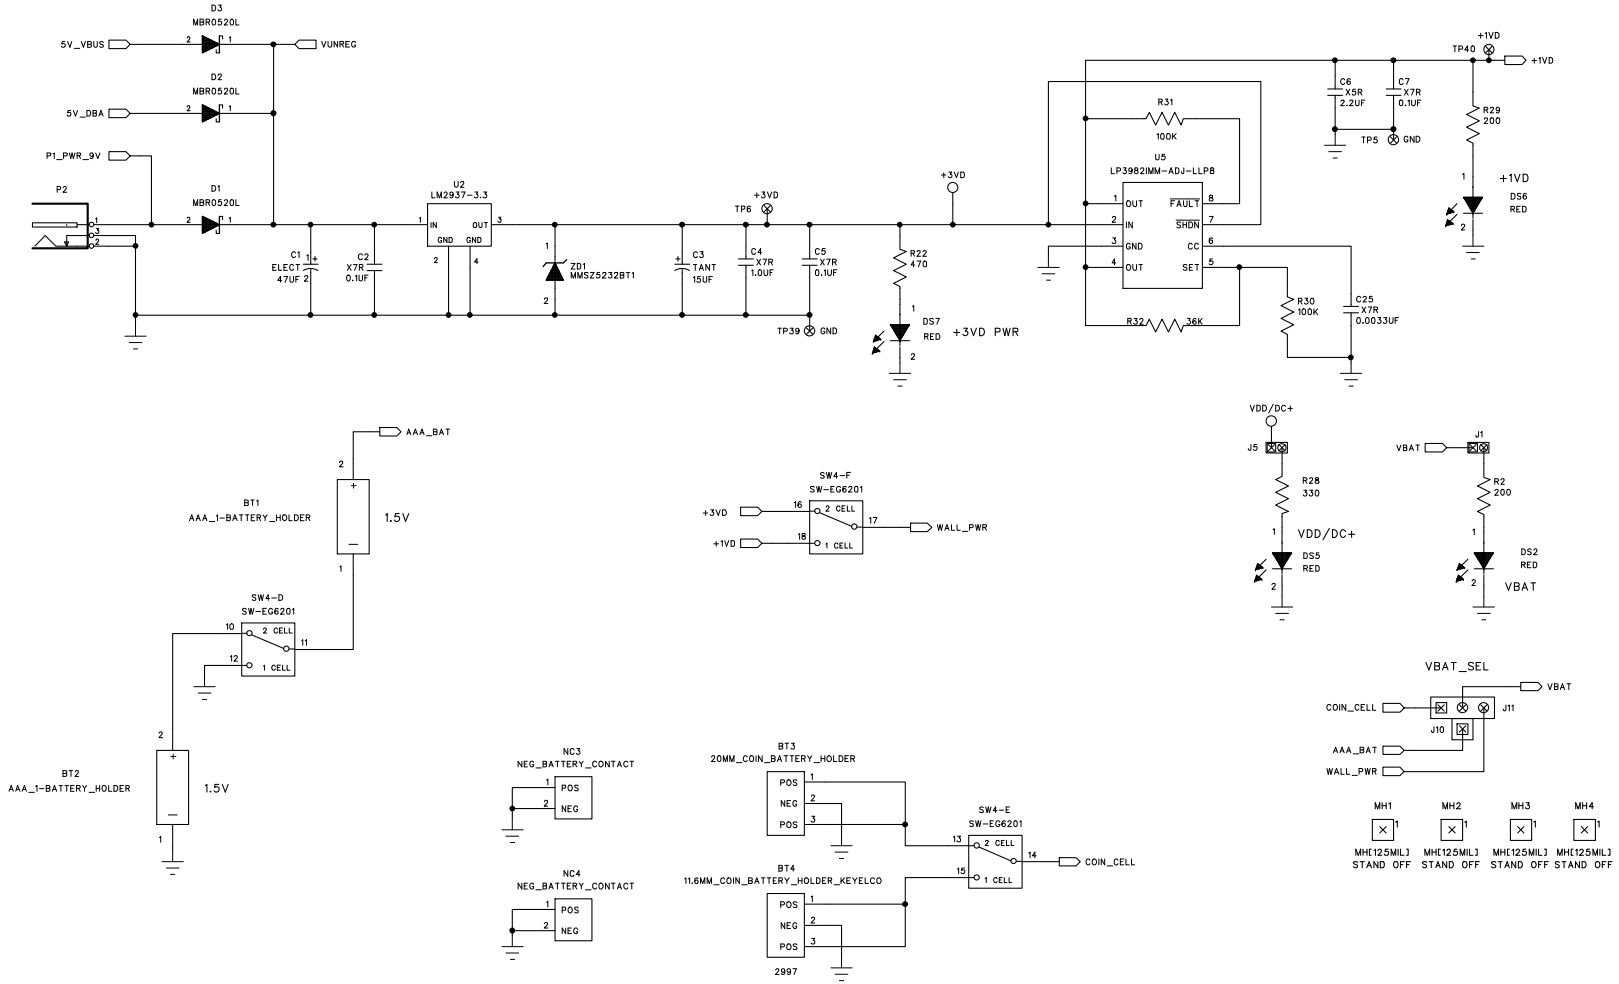 D3
MBR0520L
5V_VBUS
2
1
VUNREG
D2
MBR0520L
5V_DBA
2
1
P1_PWR_9V
P2
1
3
2
D1
MBR0520L
2
1
C1
ELECT
47UF
1
+
2
C2
X7R
0.1UF
U2
LM2937-3.3
1
IN
OUT
3
GND
GND
2
4
1
ZD1
MMSZ5232BT1
2
+3VD
TP6
+
C3
TANT
15UF
C4
X7R
1.0UF
C5
X7R
0.1UF
TP39
GND
R22
470
1
DS7
RED
2
+3VD PWR
+3VD
R31
100K
U5
LP3982IMM-ADJ-LLP8
1
OUT
FAULT
8
2
IN
SHDN
7
3
GND
CC
6
4
OUT
SET
5
R32
36K
R30
100K
C25
X7R
0.0033UF
+1VD
TP40
+1VD
C6
X5R
2.2UF
C7
X7R
0.1UF
TP5
GND
R29
200
1
+1VD
DS6
RED
2
AAA_BAT
2
+
BT1
AAA_1-BATTERY_HOLDER
1.5V
—
1
SW4-D
SW-EG6201
10
2 CELL
11
12
1 CELL
2
+
BT2
AAA_1-BATTERY_HOLDER
1.5V
—
1
SW4-F
SW-EG6201
+3VD
16
2 CELL
17
WALL_PWR
+1VD
18
1 CELL
VDD/DC+
J5
R28
330
1
VDD/DC+
DS5
RED
2
J1
VBAT
R2
200
1
DS2
RED
2
VBAT
VBAT_SEL
VBAT
COIN_CELL
J11
J10
AAA_BAT
WALL_PWR
NC3
NEG_BATTERY_CONTACT
1
POS
2
NEG
NC4
NEG_BATTERY_CONTACT
1
POS
2
NEG
BT3
20MM_COIN_BATTERY_HOLDER
POS
1
NEG
2
POS
3
BT4
11.6MM_COIN_BATTERY_HOLDER_KEYELCO
POS
1
NEG
2
POS
3
2997
SW4-E
SW-EG6201
13
2 CELL
14
COIN_CELL
15
1 CELL
MH1
1
MH[125MIL]
STAND OFF
MH2
1
MH[125MIL]
STAND OFF
MH3
1
MH[125MIL]
STAND OFF
MH4
1
MH[125MIL]
STAND OFF